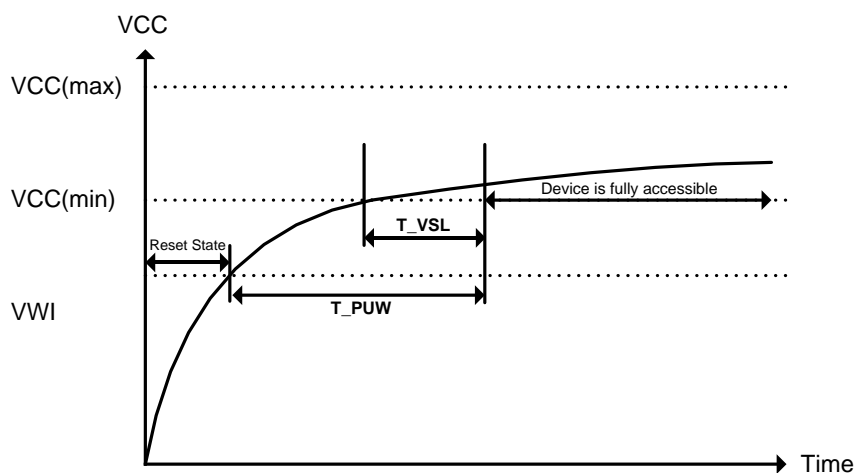 VCC
VCC(max)
VCC(min)
Device is fully accessible
T_VSL
Reset State
T_PUW
VWI
Time